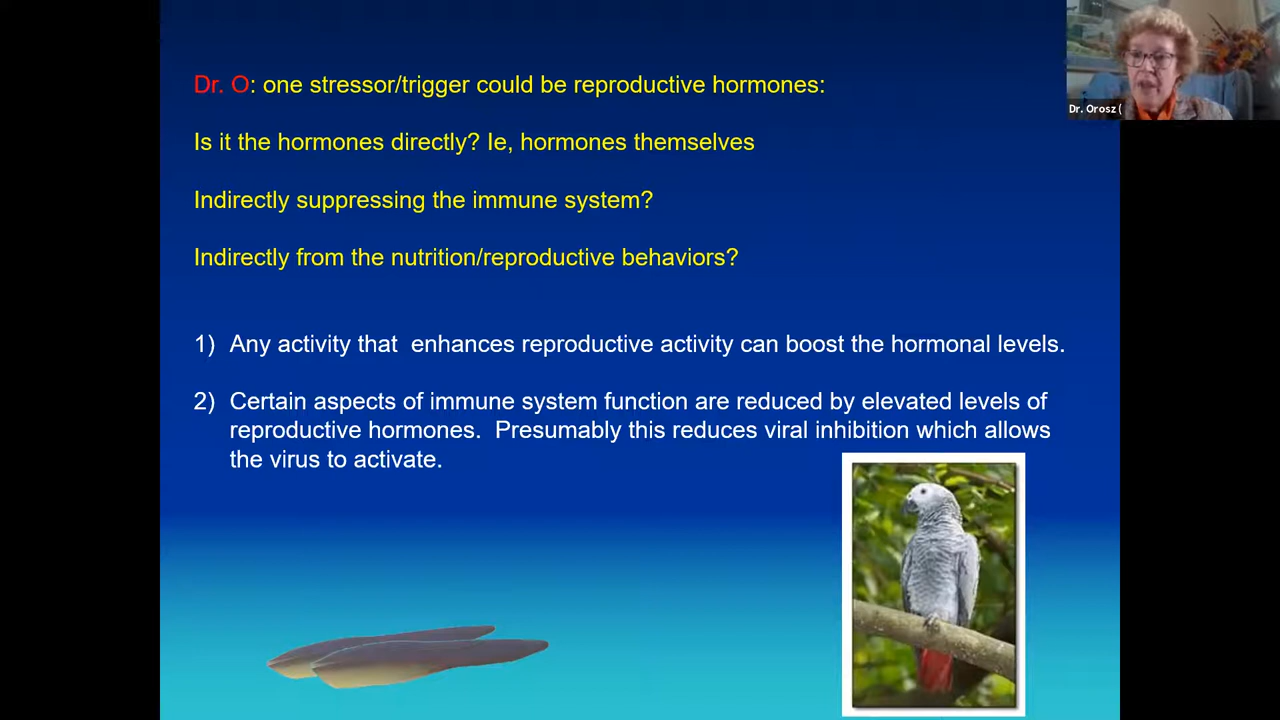 Dr. O: one stressor/trigger could be reproductive hormones:
Is it the hormones directly? Ie, hormones themselves
Indirectly suppressing the immune system?
Indirectly from the nutrition/reproductive behaviors?
1) Any activity that  enhances reproductive activity can boost the hormonal levels.
2) Certain aspects of immune system function are reduced by elevated levels of
reproductive hormones.  Presumably this reduces viral inhibition which allows
the virus to activate.
Dr. Orosz (